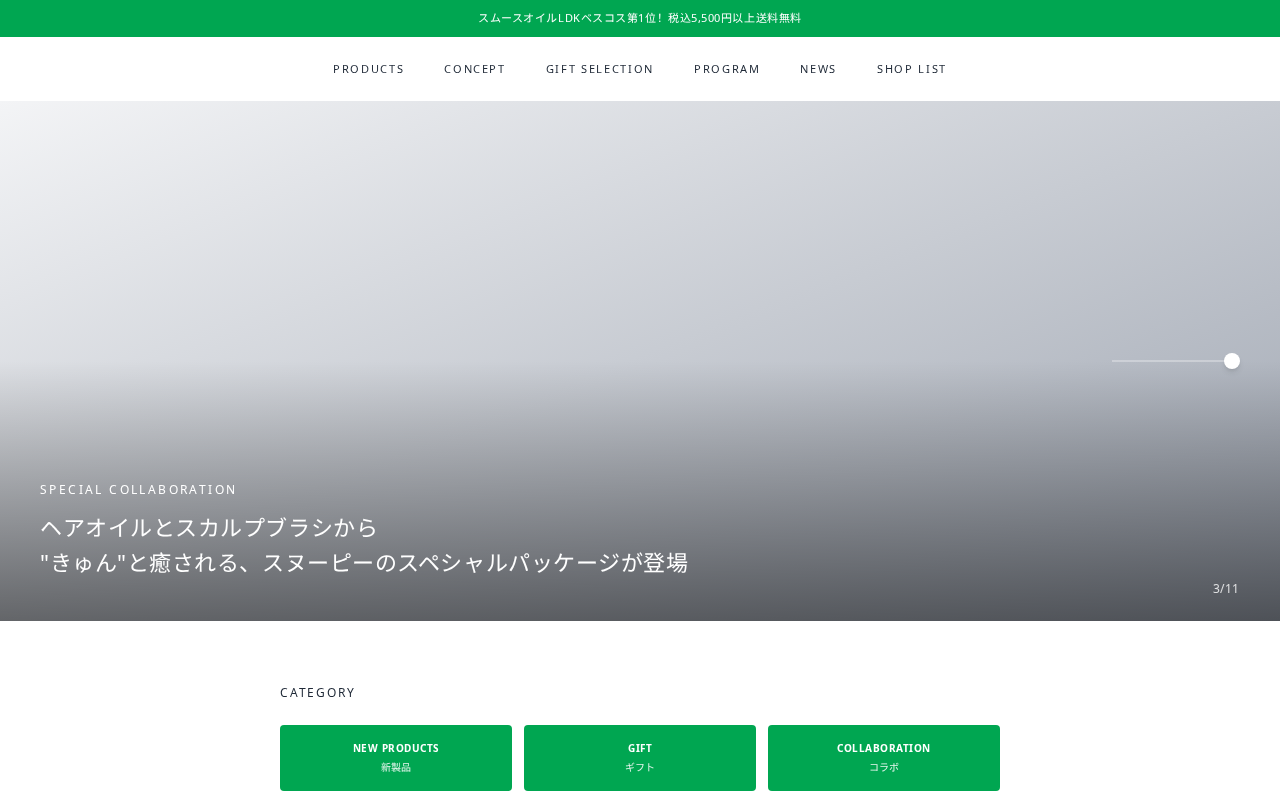 スムースオイルLDKベスコス第1位！税込5,500円以上送料無料
PRODUCTS CONCEPT GIFT SELECTION PROGRAM NEWS SHOP LIST
SPECIAL COLLABORATION
ヘアオイルとスカルプブラシから
"きゅん"と癒される、スヌーピーのスペシャルパッケージが登場
3/11
CATEGORY
NEW PRODUCTS
新製品
GIFT
ギフト
COLLABORATION
コラボ